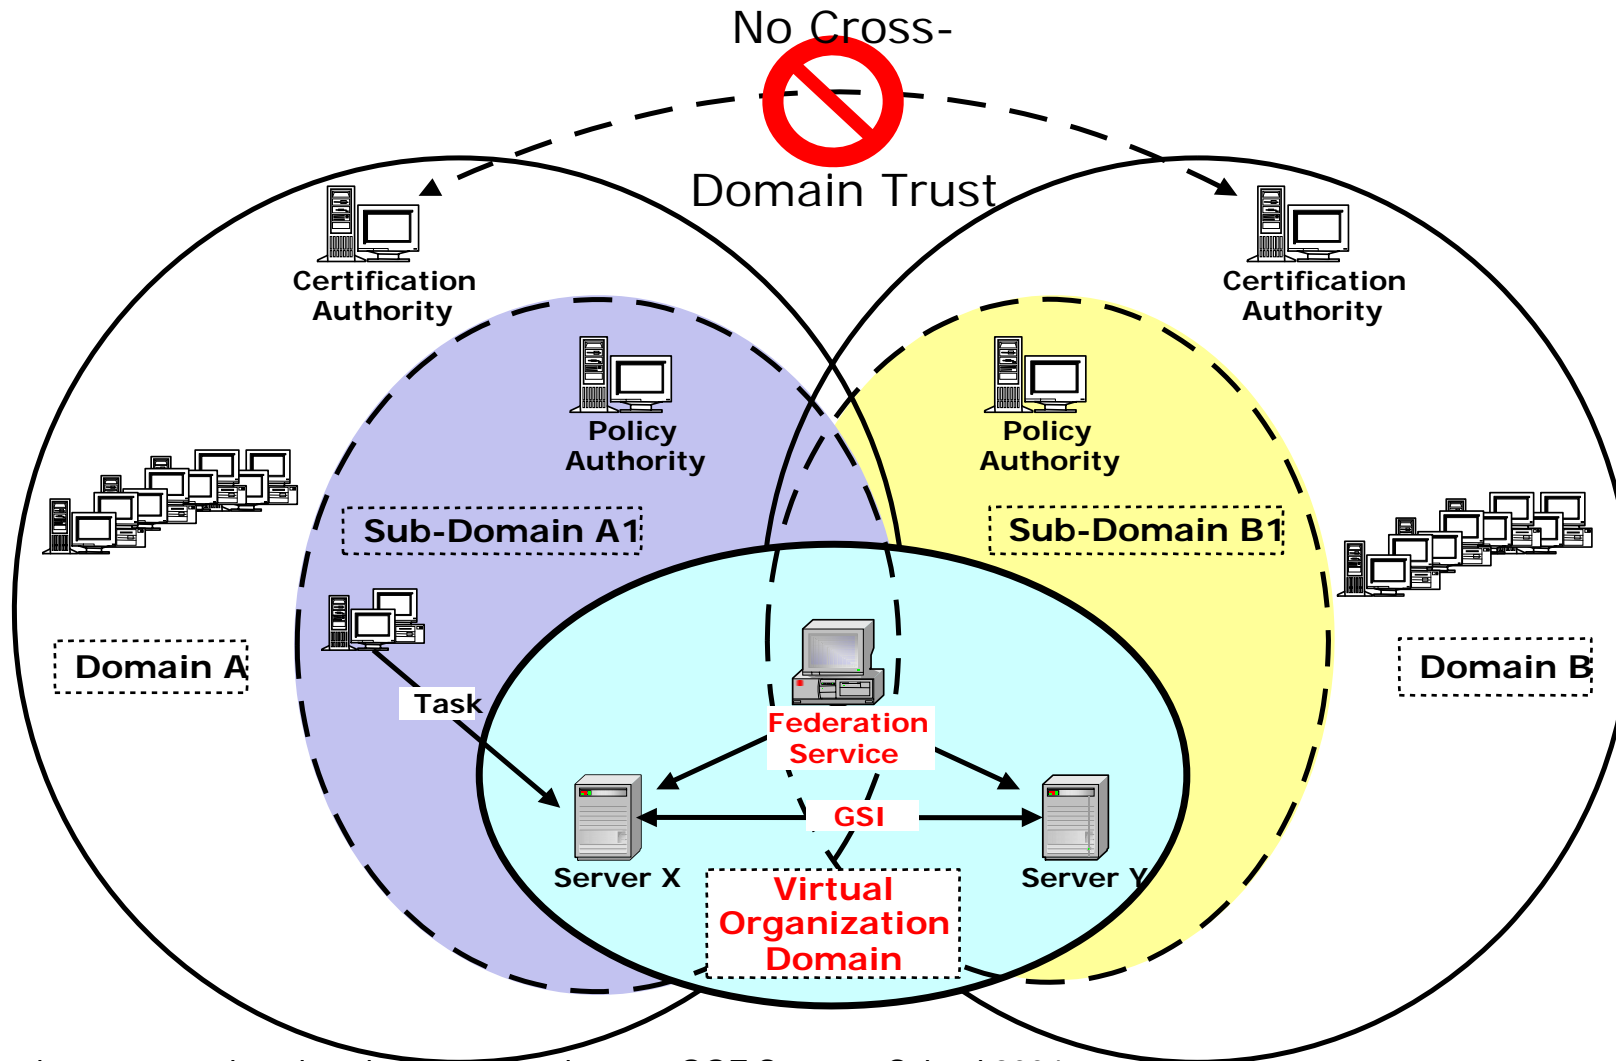 No Cross-
Domain Trust
Certification
Authority
Certification
Authority
Policy
Authority
Policy
Authority
Sub-Domain A1
Sub-Domain B1
Domain A
Domain B
Task
Federation
Service
GSI
Server X
Server Y
Virtual
Organization
Domain